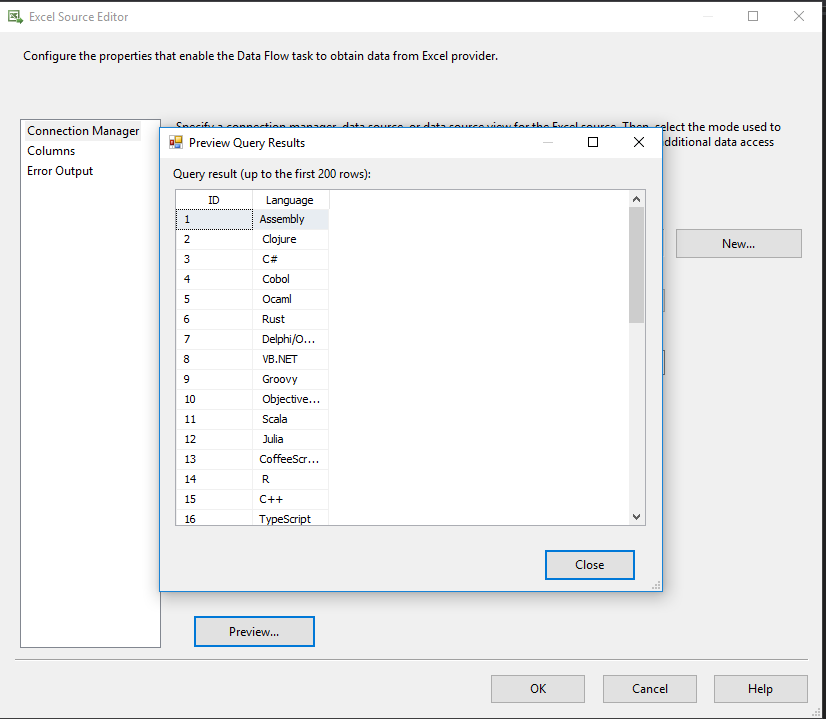 Excel Source Editor
Configure the properties that enable the Data Flow task to obtain data from Excel provider.
Connection Manager
Columns
Error Output
Specify a connection manager, data source, or data source view for the Excel source. Then, select the mode used to
additional data access
Preview Query Results
Query result (up to the first 200 rows):
ID Language
1 Assembly
2 Clojure
3 C#
4 Cobol
5 Ocaml
6 Rust
7 Delphi/O...
8 VB.NET
9 Groovy
10 Objective...
11 Scala
12 Julia
13 CoffeeScr...
14 R
15 C++
16 TypeScript
Close
New...
Preview...
OK Cancel Help